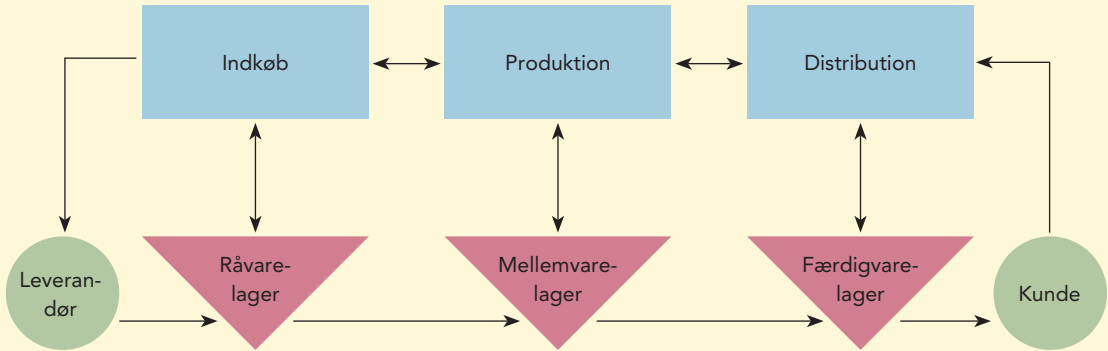 Indkøb
Produktion
Distribution
Leveran-
dør
Råvare-
lager
Mellemvare-
lager
Færdigvare-
lager
Kunde